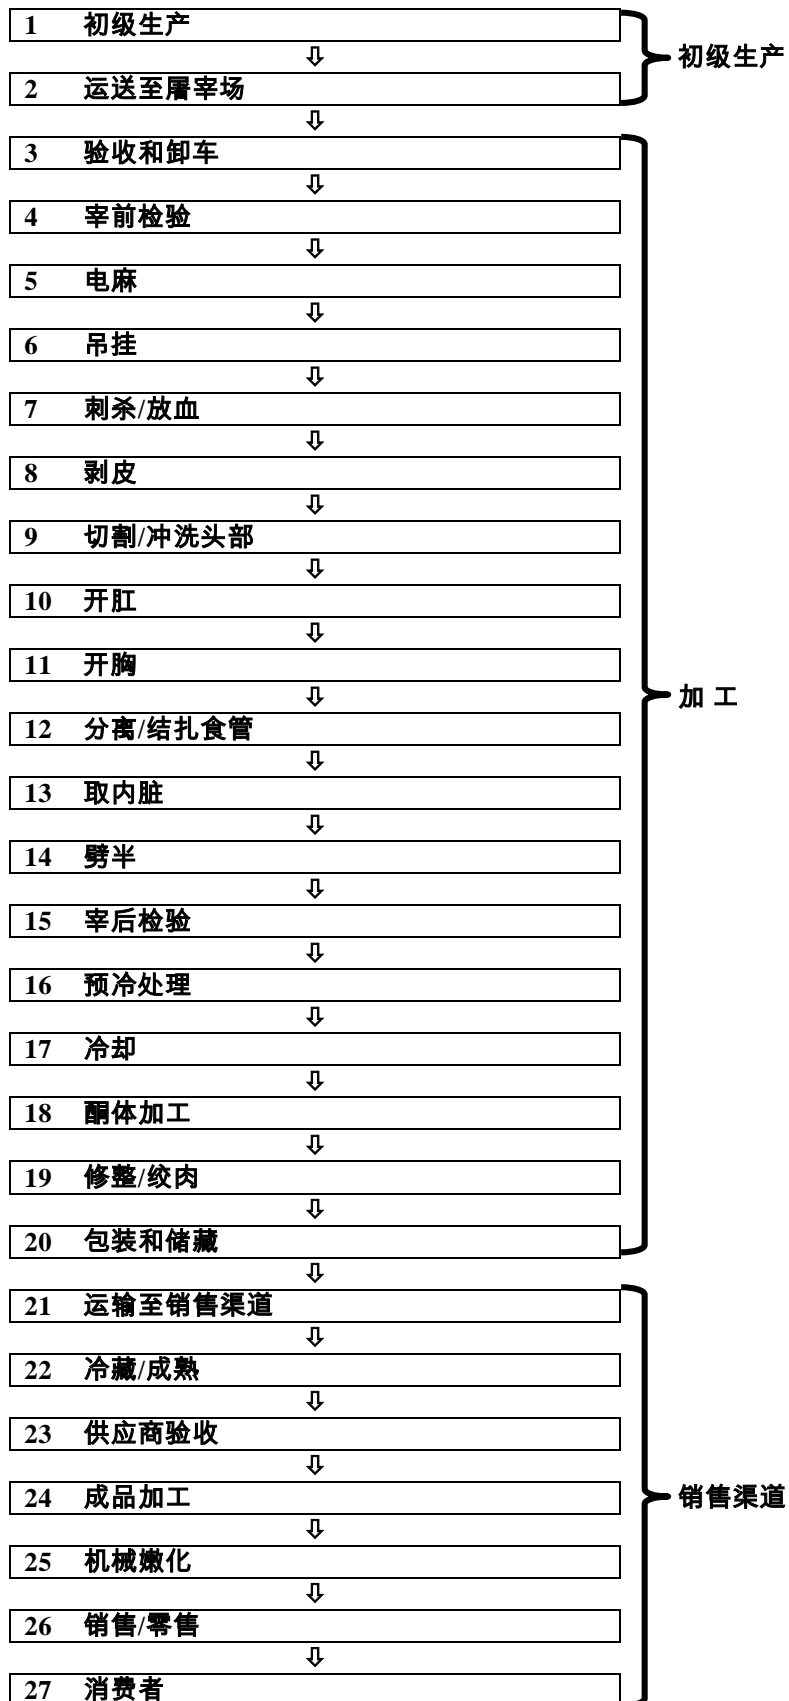 1 初级生产
初级生产
2 运送至屠宰场
3 验收和卸车
4 宰前检验
5 电麻
6 吊挂
7 刺杀/放血
8 剥皮
9 切割/冲洗头部
10 开肛
11 开胸
加 工
12 分离/结扎食管
13 取内脏
14 劈半
15 宰后检验
16 预冷处理
17 冷却
18 酮体加工
19 修整/绞肉
20 包装和储藏
21 运输至销售渠道
22 冷藏/成熟
23 供应商验收
24 成品加工
销售渠道
25 机械嫩化
26 销售/零售
27 消费者